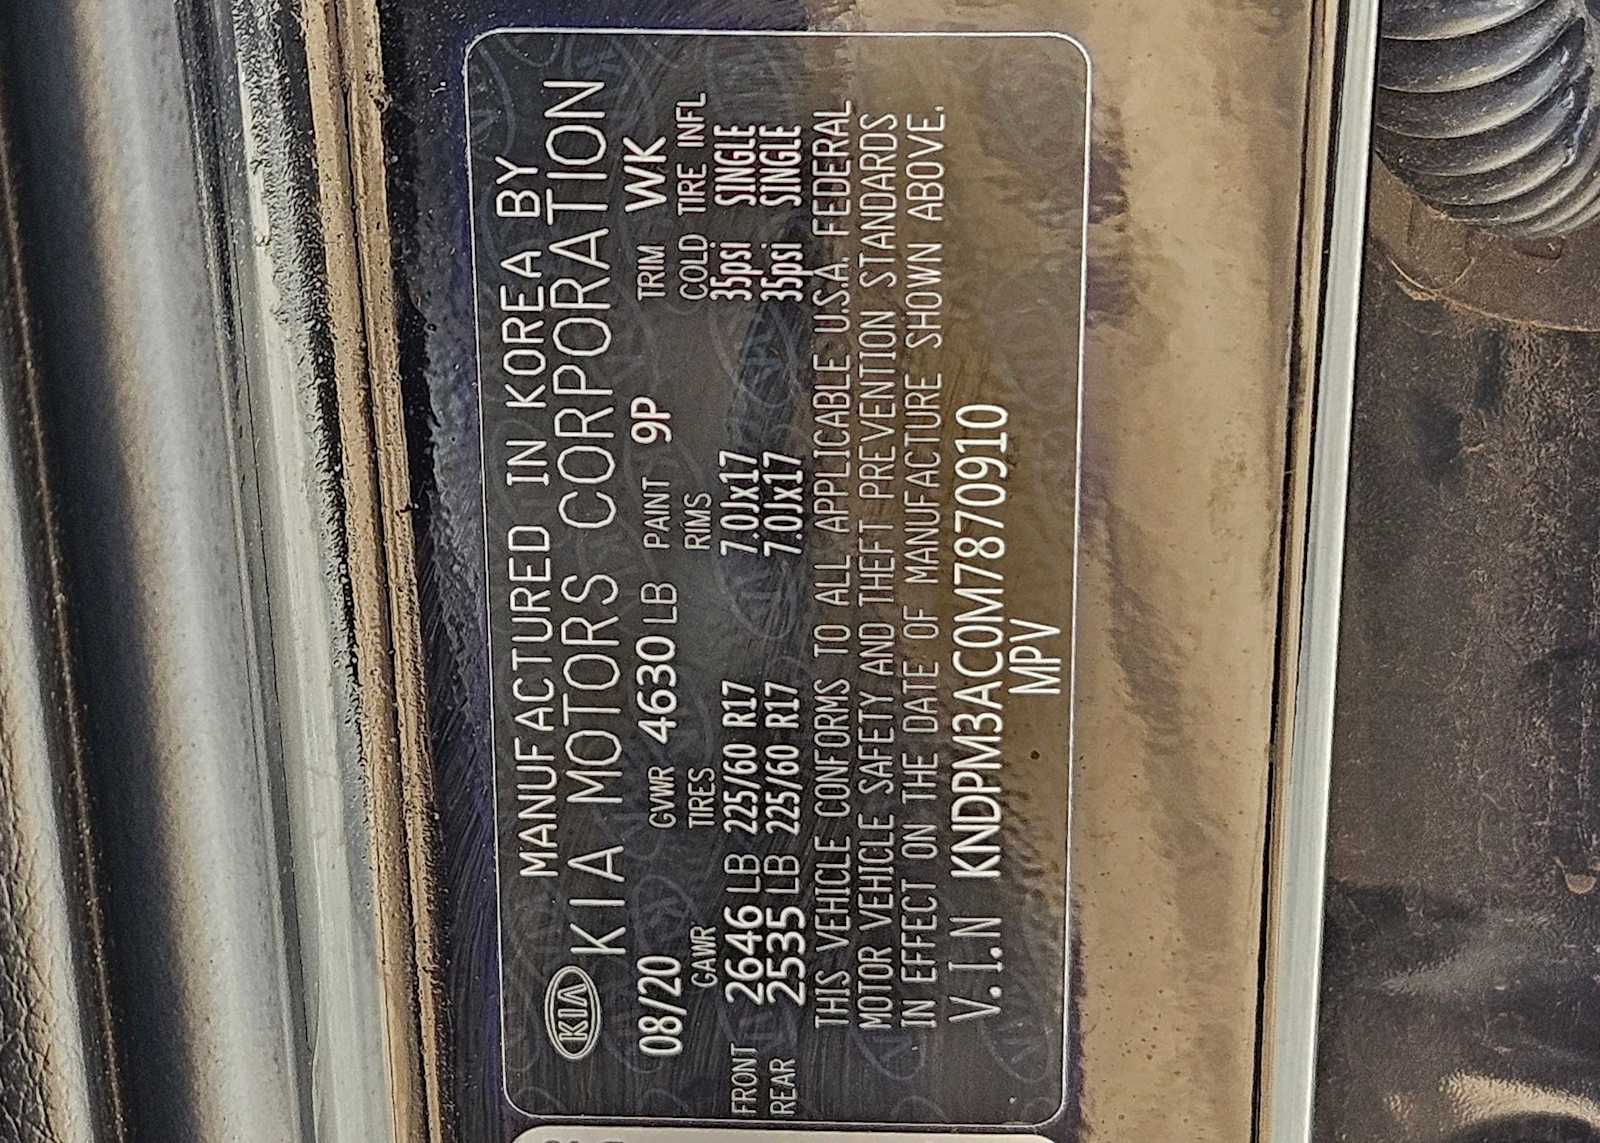 MANUFACTURED IN KOREA BY
KIA KIA MOTORS CORPORATION
08/20 GVWR 4630 LB PAINT 9P TRIM WK
GAWR TIRES RIMS COLD TIRE INFL
FRONT 2646 LB 225/60 R17 7.0Jx17 35psi SINGLE
REAR 2535 LB 225/60 R17 7.0Jx17 35psi SINGLE
THIS VEHICLE CONFORMS TO ALL APPLICABLE U.S.A. FEDERAL
MOTOR VEHICLE SAFETY AND THEFT PREVENTION STANDARDS
IN EFFECT ON THE DATE OF MANUFACTURE SHOWN ABOVE.
V.I.N KNDPM3AC0M7870910
MPV